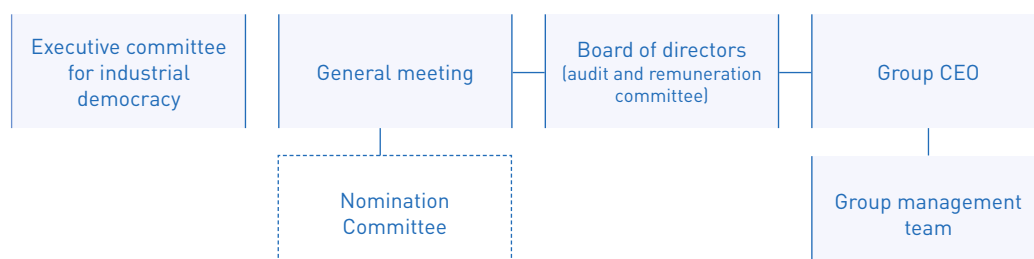 Executive committee
for industrial
democracy
General meeting
Board of directors
(audit and remuneration
committee)
Group CEO
Nomination
Committee
Group management
team